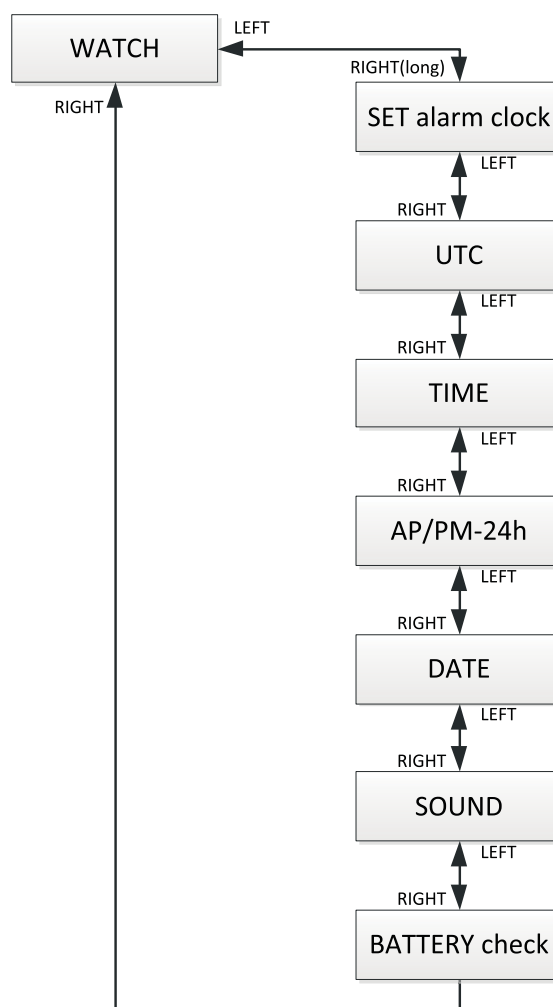 WATCH
LEFT
RIGHT(long)
RIGHT
SET alarm clock
LEFT
RIGHT
UTC
LEFT
RIGHT
TIME
LEFT
RIGHT
AP/PM-24h
LEFT
RIGHT
DATE
LEFT
RIGHT
SOUND
LEFT
RIGHT
BATTERY check